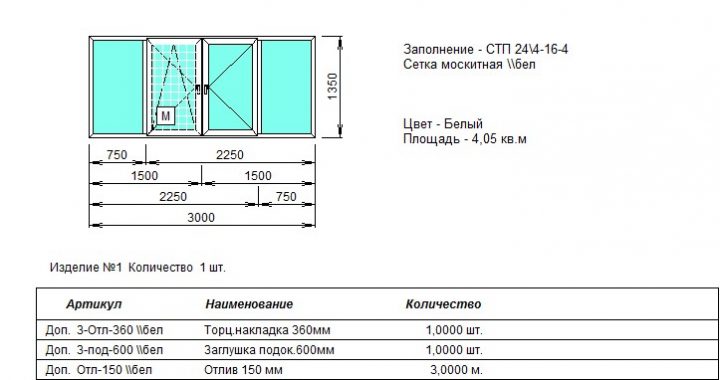 Заполнение - СТП 24\4-16-4
Сетка москитная \\бел
M
1350
Цвет - Белый
Площадь - 4,05 кв.м
750 2250
1500 1500
2250 750
3000
Изделие №1 Количество 1 шт.
Артикул Наименование Количество
Доп. 3-Отл-360 \\бел Торц.накладка 360мм 1,0000 шт.
Доп. 3-под-600 \\бел Заглушка подок.600мм 1,0000 шт.
Доп. Отл-150 \\бел Отлив 150 мм 3,0000 м.